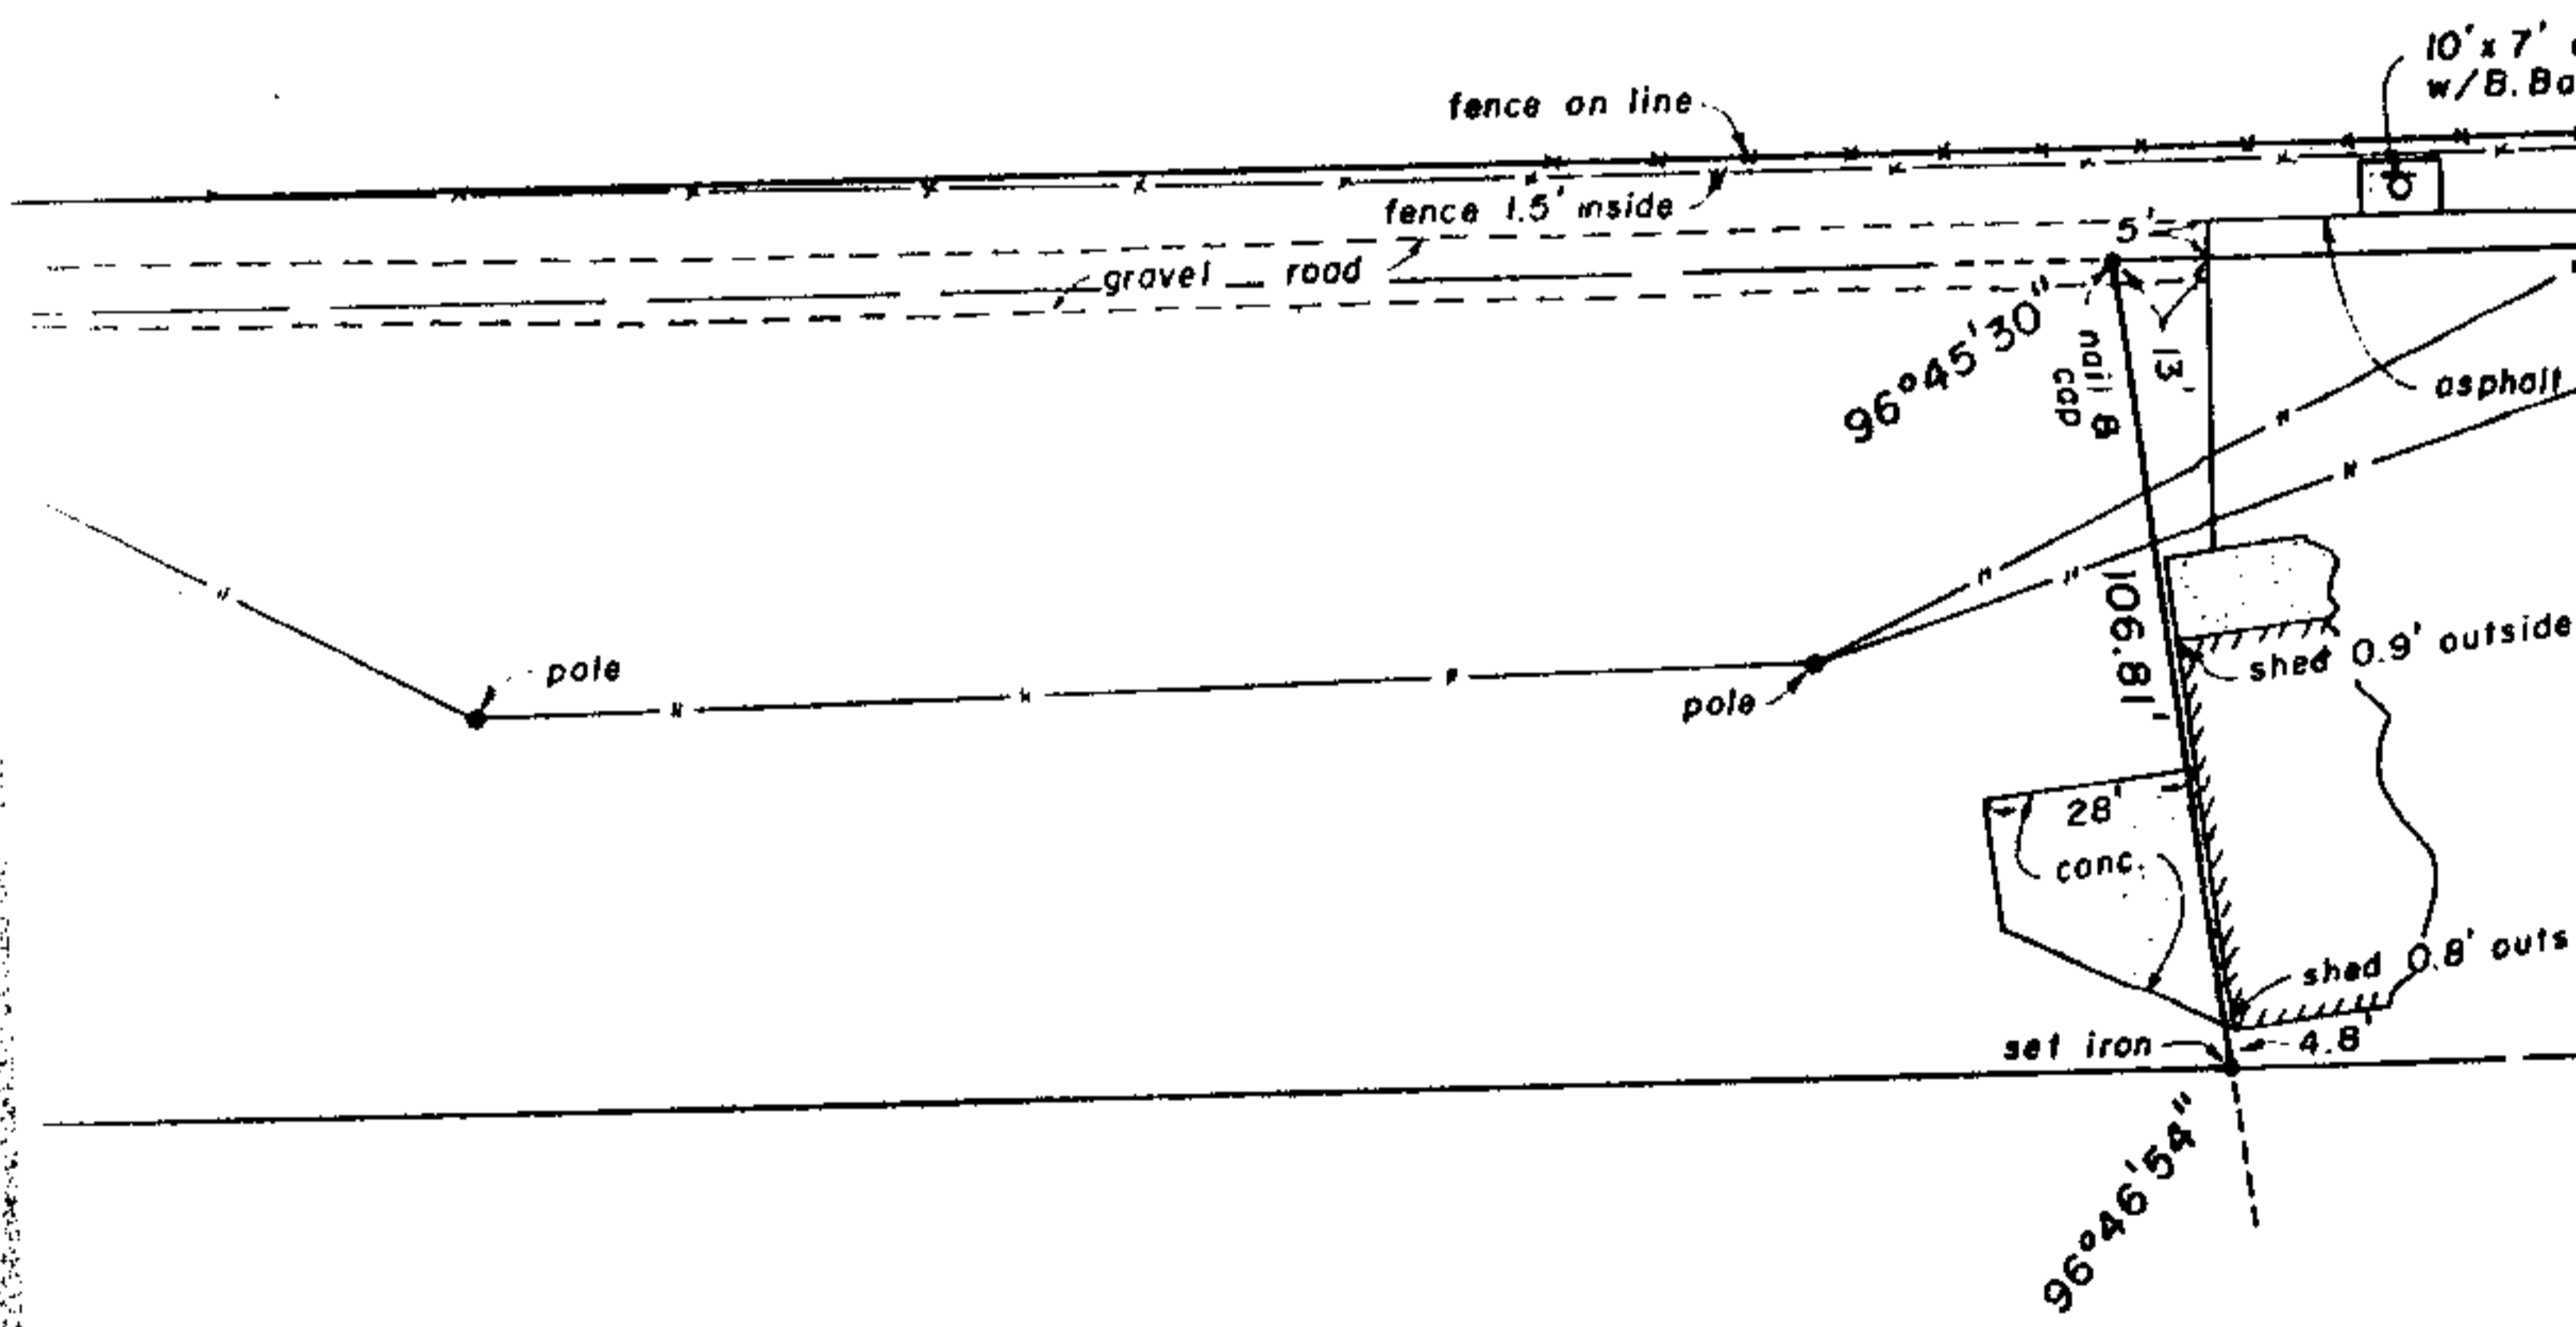 10' x 7'
w/B.Bo
fence on line
fence 1.5' inside
5'
gravel road
96°45'30"
nail &
cap
13'
asphalt
106.81'
shed 0.9' outside
pole
pole
28'
conc.
shed 0.8' outs
set iron
4.8'
96°46'54"